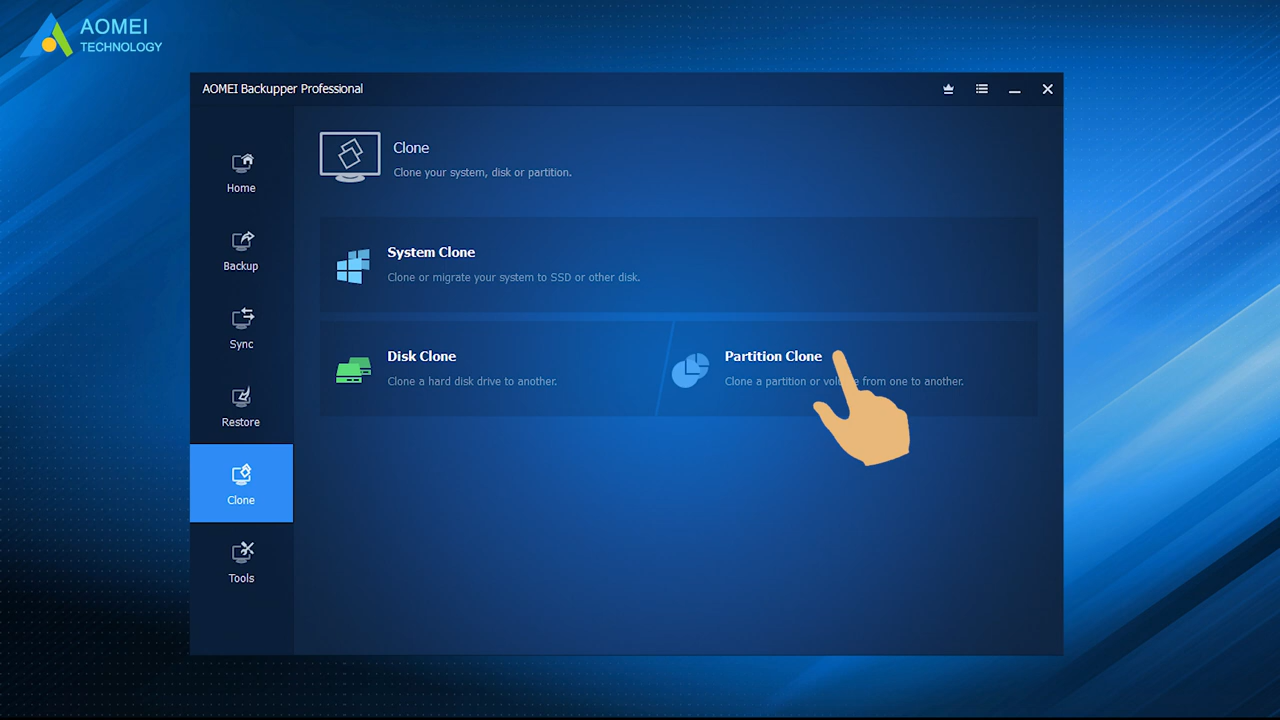 AOMEI
TECHNOLOGY
AOMEI Backupper Professional
Home
Backup
Sync
Restore
Clone
Tools
Clone
Clone your system, disk or partition.
System Clone
Clone or migrate your system to SSD or other disk.
Disk Clone
Clone a hard disk drive to another.
Partition Clone
Clone a partition or volume from one to another.